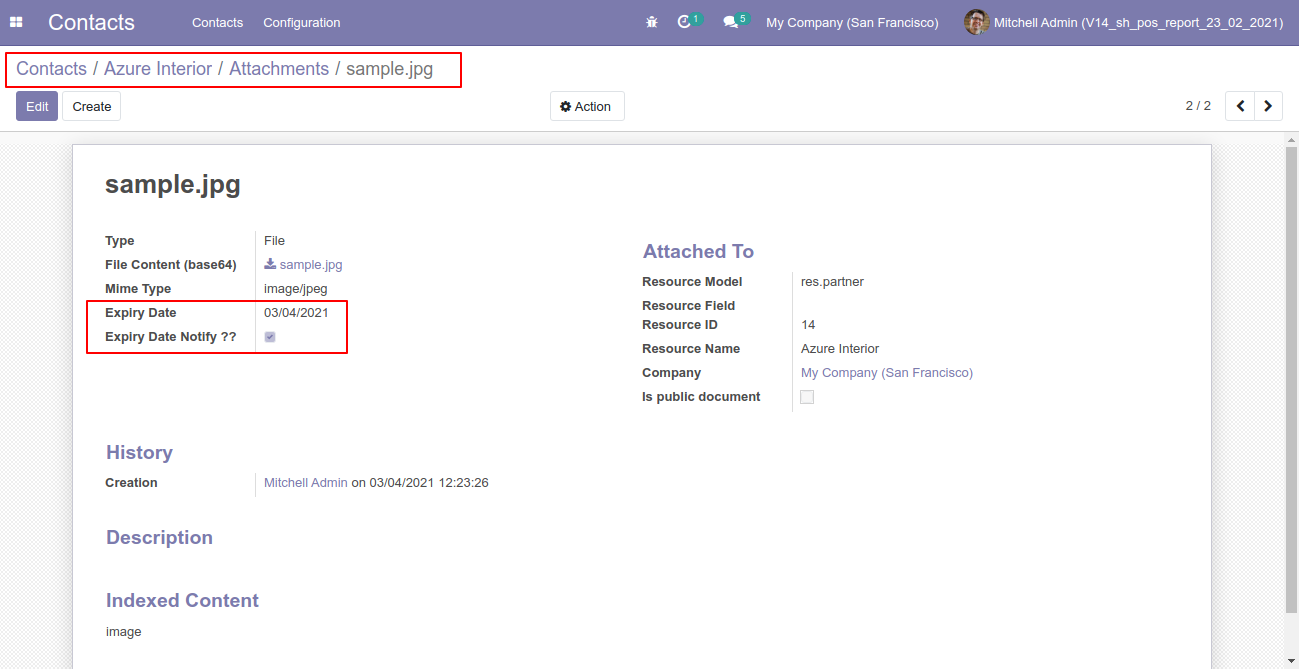 Contacts Contacts Configuration 1 5 My Company (San Francisco) Mitchell Admin (V14_sh_pos_report_23_02_2021)
Contacts / Azure Interior / Attachments / sample.jpg
Edit Create Action 2 / 2
sample.jpg
Type File
File Content (base64) sample.jpg
Mime Type image/jpeg
Expiry Date 03/04/2021
Expiry Date Notify ??
Attached To
Resource Model res.partner
Resource Field
Resource ID 14
Resource Name Azure Interior
Company My Company (San Francisco)
Is public document
History
Creation Mitchell Admin on 03/04/2021 12:23:26
Description
Indexed Content
image